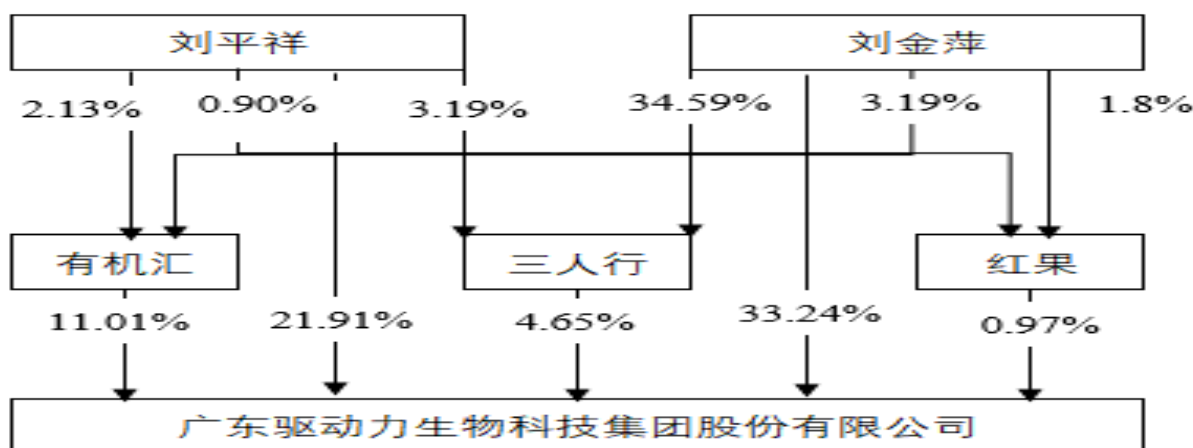 刘平祥
刘金萍
2.13%
0.90%
3.19%
34.59%
3.19%
1.8%
有机汇
三人行
红果
11.01%
21.91%
4.65%
33.24%
0.97%
广东驱动力生物科技集团股份有限公司